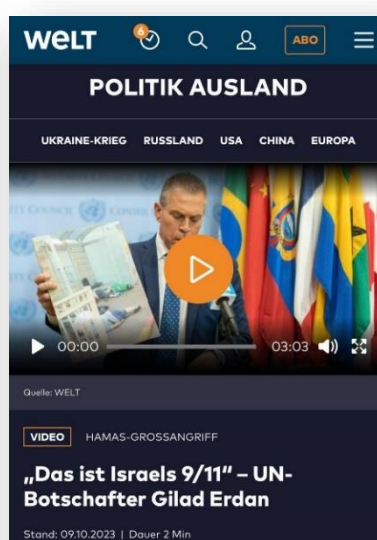 WELT
6
ABO
POLITIK AUSLAND
UKRAINE-KRIEG RUSSLAND USA CHINA EUROPA
00:00 03:03
Quelle: WELT
VIDEO HAMAS-GROSSANGRIFF
„Das ist Israels 9/11“ – UN-
Botschafter Gilad Erdan
Stand: 09.10.2023 | Dauer 2 Min